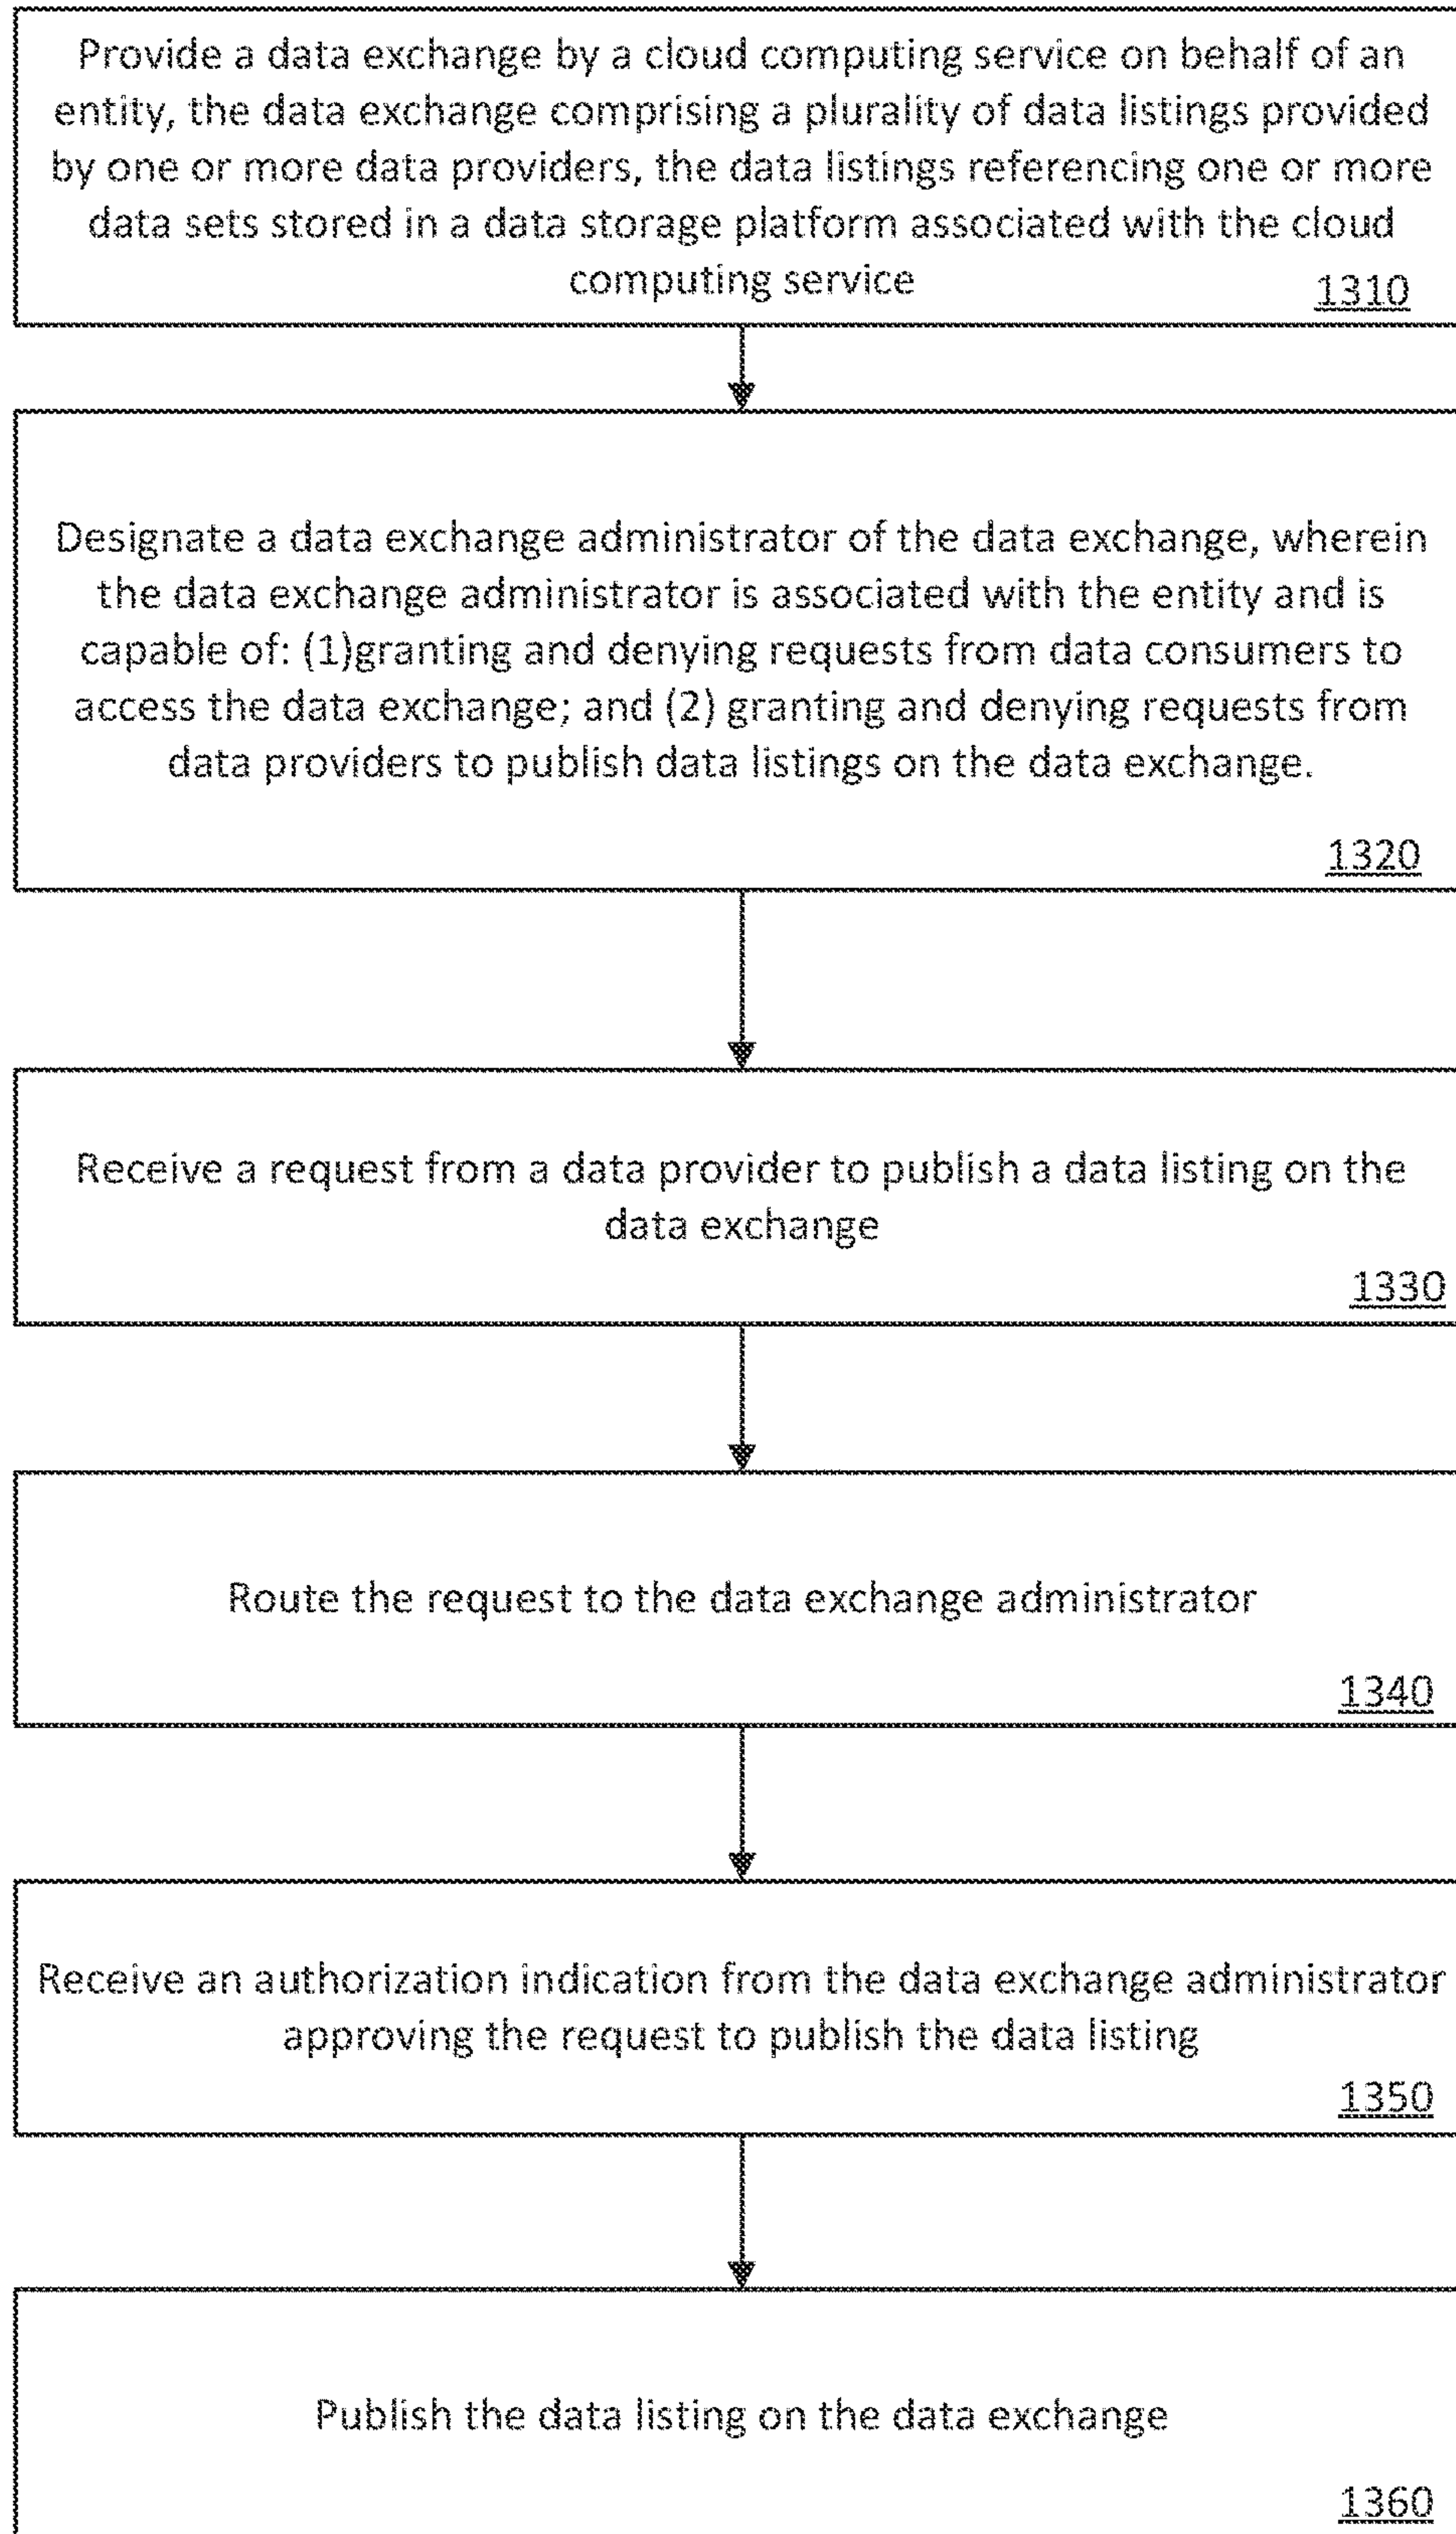 Provide a data exchange by a cloud computing service on behalf of an
entity, the data exchange comprising a plurality of data listings provided
by one or more data providers, the data listings referencing one or more
data sets stored in a data storage platform associated with the cloud
computing service
1310
Designate a data exchange administrator of the data exchange, wherein
the data exchange administrator is associated with the entity and is
capable of: (1)granting and denying requests from data consumers to
access the data exchange; and (2) granting and denying requests from
data providers to publish data listings on the data exchange.
1320
Receive a request from a data provider to publish a data listing on the
data exchange
1330
Route the request to the data exchange administrator
1340
Receive an authorization indication from the data exchange administrator
approving the request to publish the data listing
1350
Publish the data listing on the data exchange
1360